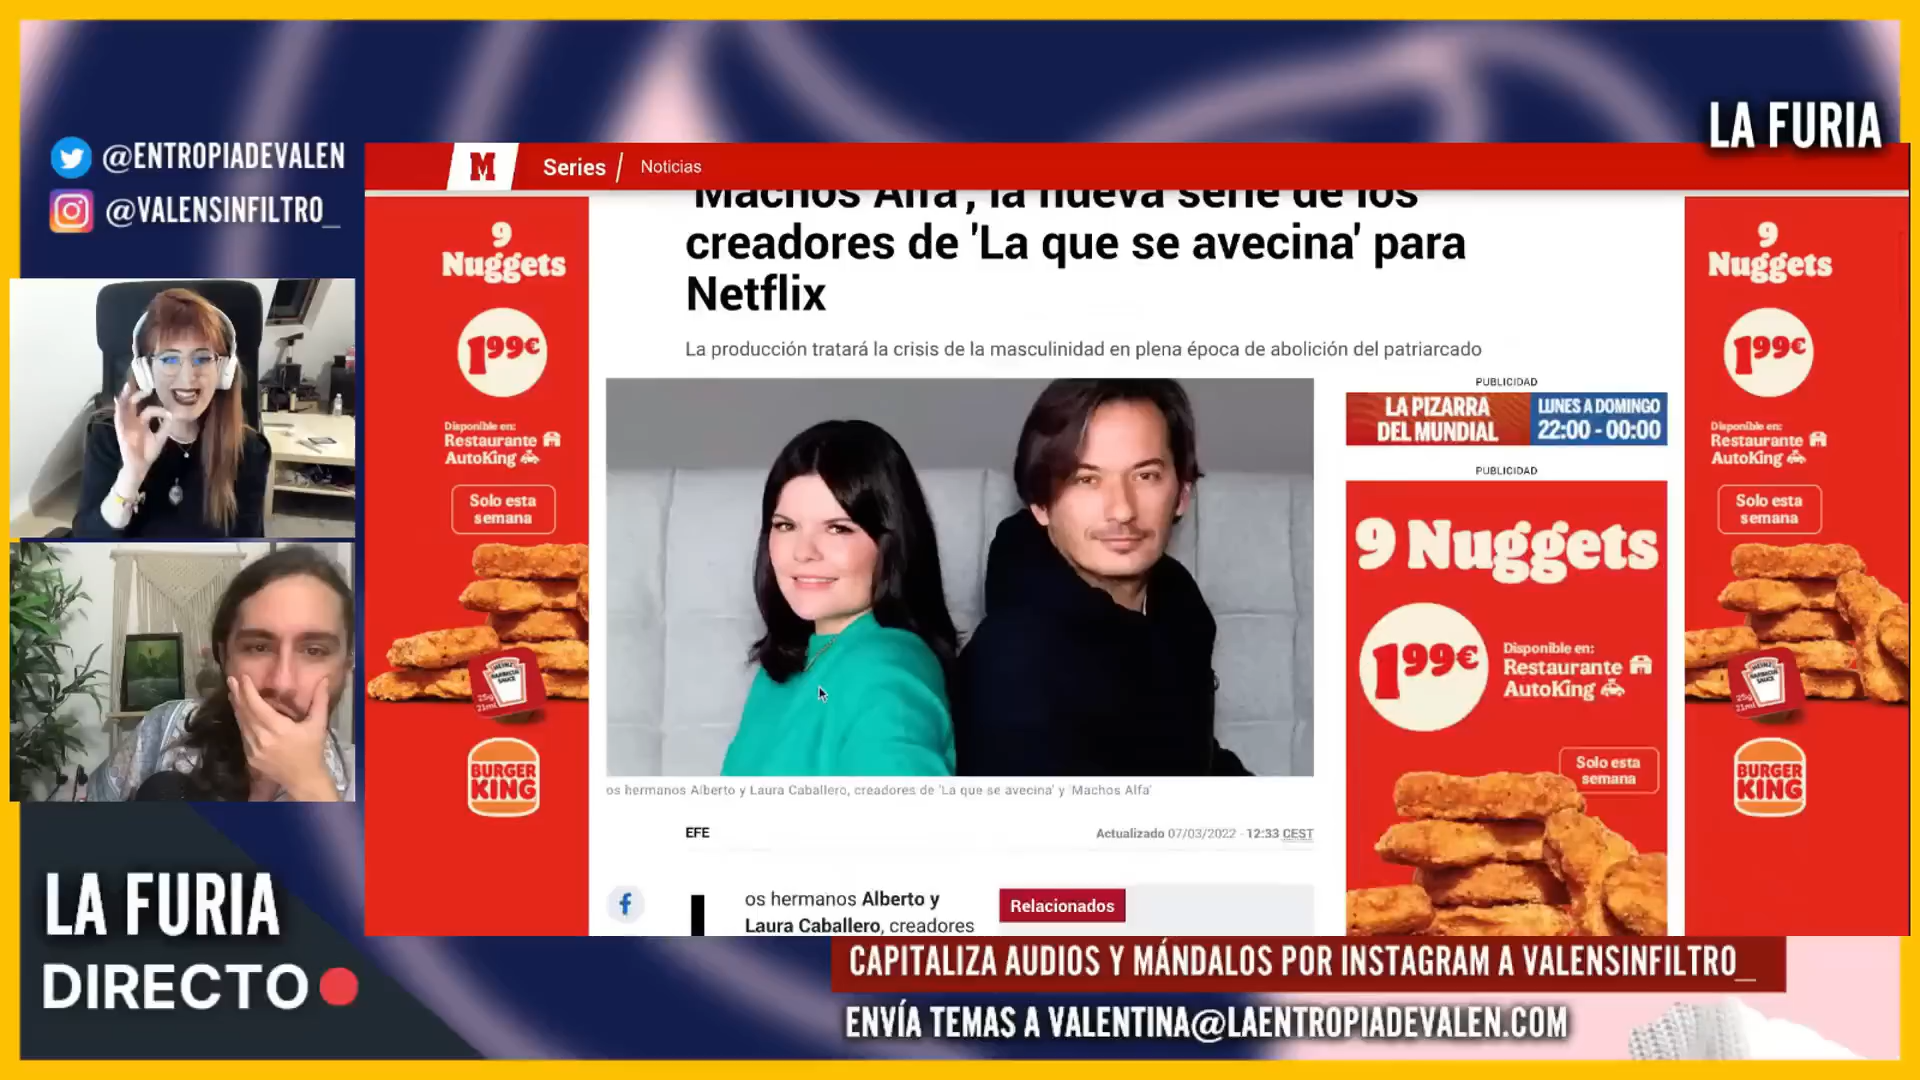 LA FURIA
@ENTROPIADEVALEN
@VALENSINFILTRO_
M
Series / Noticias
'Machos Alfa', la nueva serie de los
creadores de 'La que se avecina' para
Netflix
La producción tratará la crisis de la masculinidad en plena época de abolición del patriarcado
9
Nuggets
1.99€
Disponible en:
Restaurante
AutoKing
Solo esta
semana
BURGER
KING
PUBLICIDAD
LA PIZARRA
DEL MUNDIAL
LUNES A DOMINGO
22:00 - 00:00
PUBLICIDAD
9 Nuggets
1.99€
Disponible en:
Restaurante
AutoKing
Solo esta
semana
9
Nuggets
1.99€
Disponible en:
Restaurante
AutoKing
Solo esta
semana
BURGER
KING
os hermanos Alberto y Laura Caballero, creadores de 'La que se avecina' y 'Machos Alfa'
EFE
Actualizado 07/03/2022 - 12:33 CEST
os hermanos Alberto y
Laura Caballero, creadores
Relacionados
LA FURIA
DIRECTO
CAPITALIZA AUDIOS Y MÁNDALOS POR INSTAGRAM A VALENSINFILTRO_
ENVÍA TEMAS A VALENTINA@LAENTROPIADEVALEN.COM